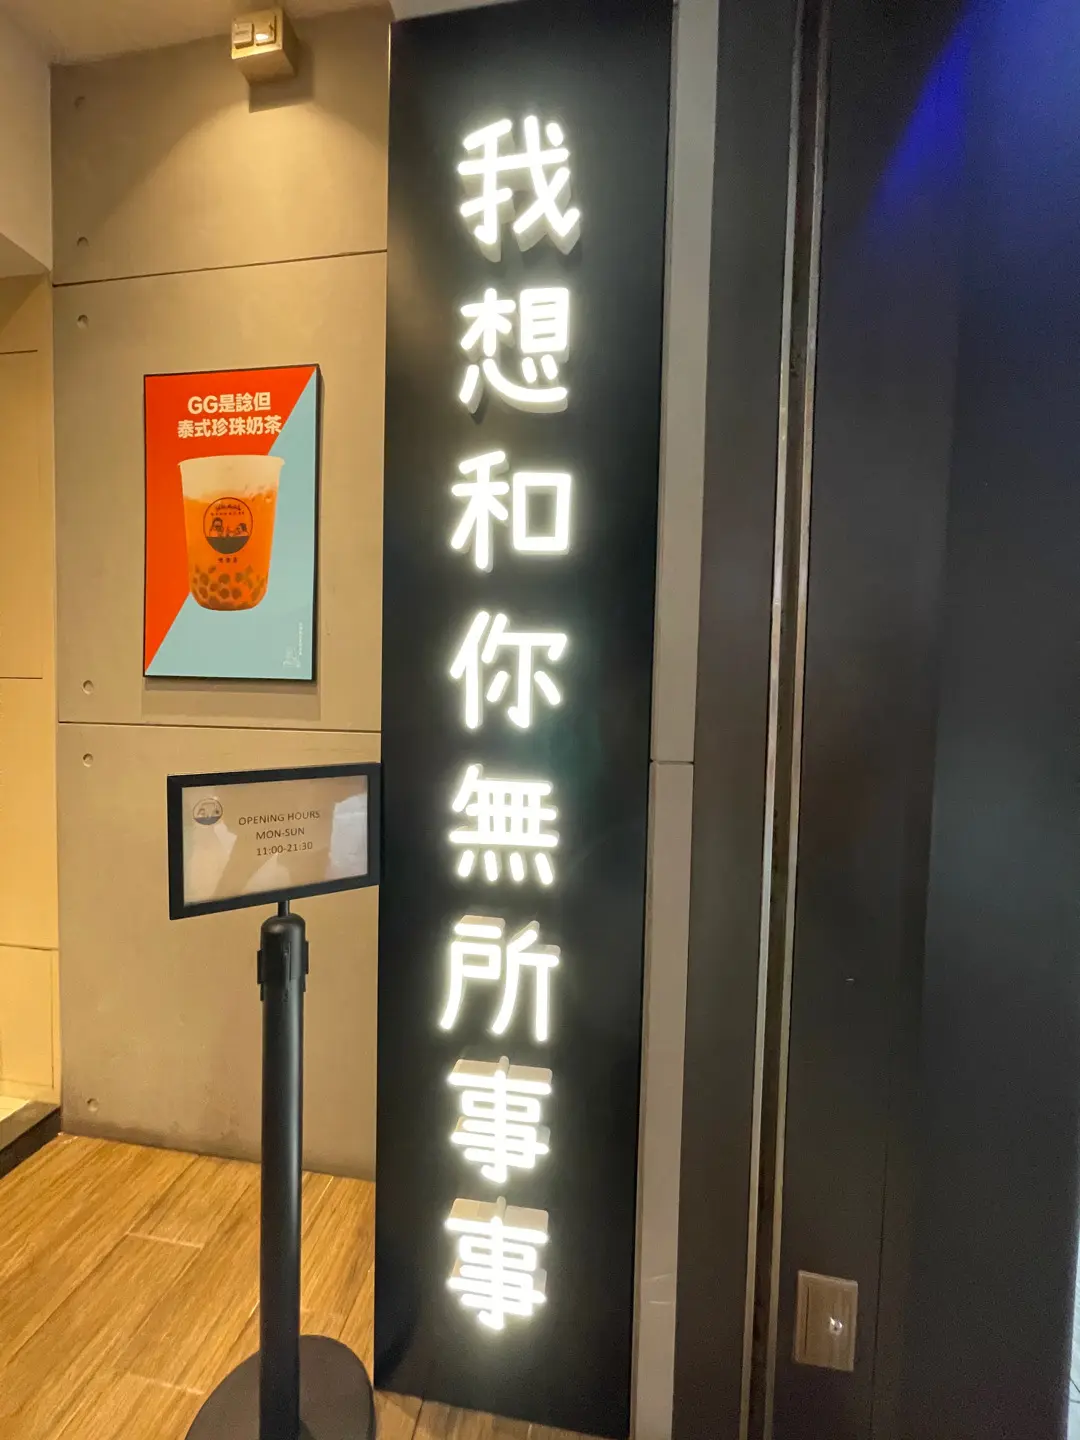 我想和你無所事事
GG是諗但
泰式珍珠奶茶
OPENING HOURS
MON-SUN
11:00-21:30